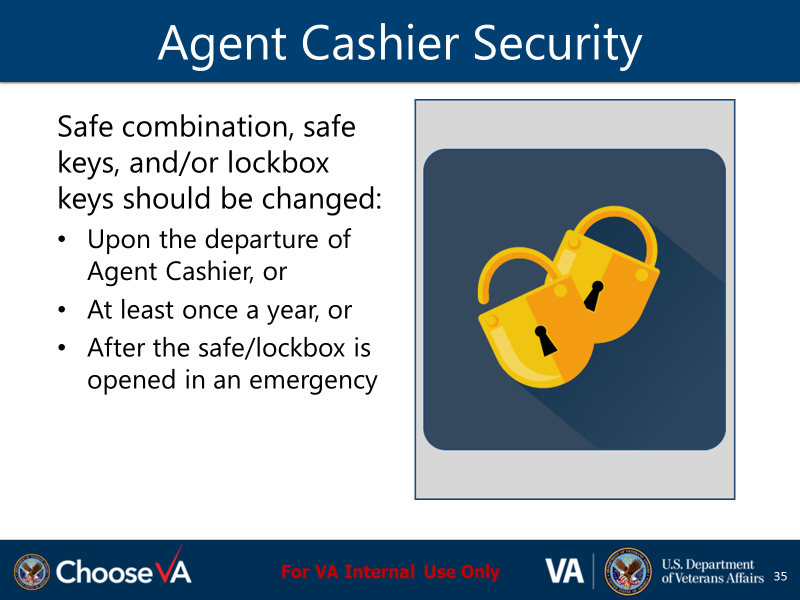 Agent Cashier Security
Safe combination, safe
keys, and/or lockbox
keys should be changed:
• Upon the departure of
Agent Cashier, or
• At least once a year, or
• After the safe/lockbox is
opened in an emergency
Choose VA
For VA Internal Use Only
VA
U.S. Department
of Veterans Affairs
35